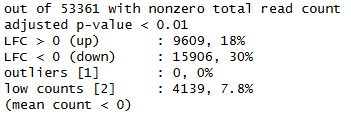 out of 53361 with nonzero total read count
adjusted p-value < 0.01
LFC > 0 (up)       : 9609, 18%
LFC < 0 (down)     : 15906, 30%
outliers [1]       : 0, 0%
low counts [2]     : 4139, 7.8%
(mean count < 0)